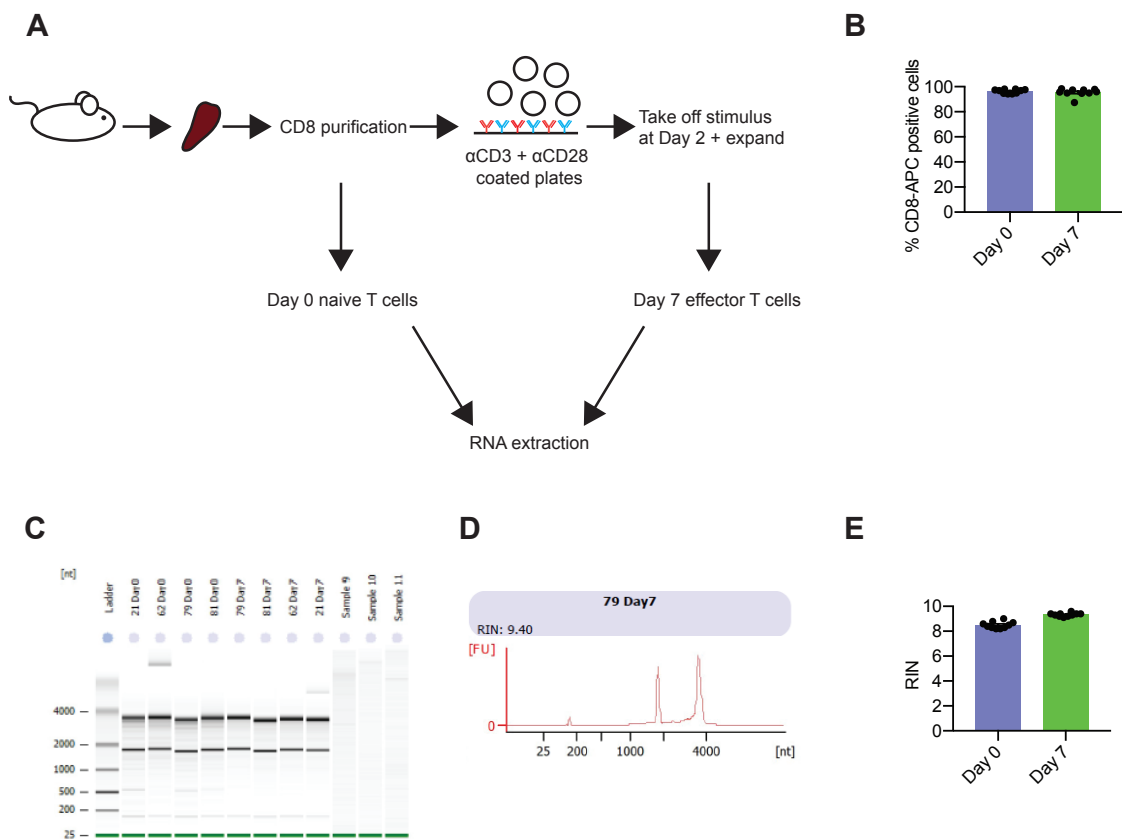 A
CD8 purification
αCD3 + αCD28
coated plates
Take off stimulus
at Day 2 + expand
Day 0 naive T cells
Day 7 effector T cells
RNA extraction
B
% CD8-APC positive cells
100
80
60
40
20
0
Day 0
Day 7
C
[nt]
Ladder
21 Day0
62 Day0
79 Day0
81 Day0
79 Day7
81 Day7
62 Day7
21 Day7
Sample 9
Sample 10
Sample 11
4000
2000
1000
500
200
25
D
79 Day7
RIN: 9.40
[FU]
0
25 200 1000 4000 [nt]
E
RIN
10
8
6
4
2
0
Day 0
Day 7